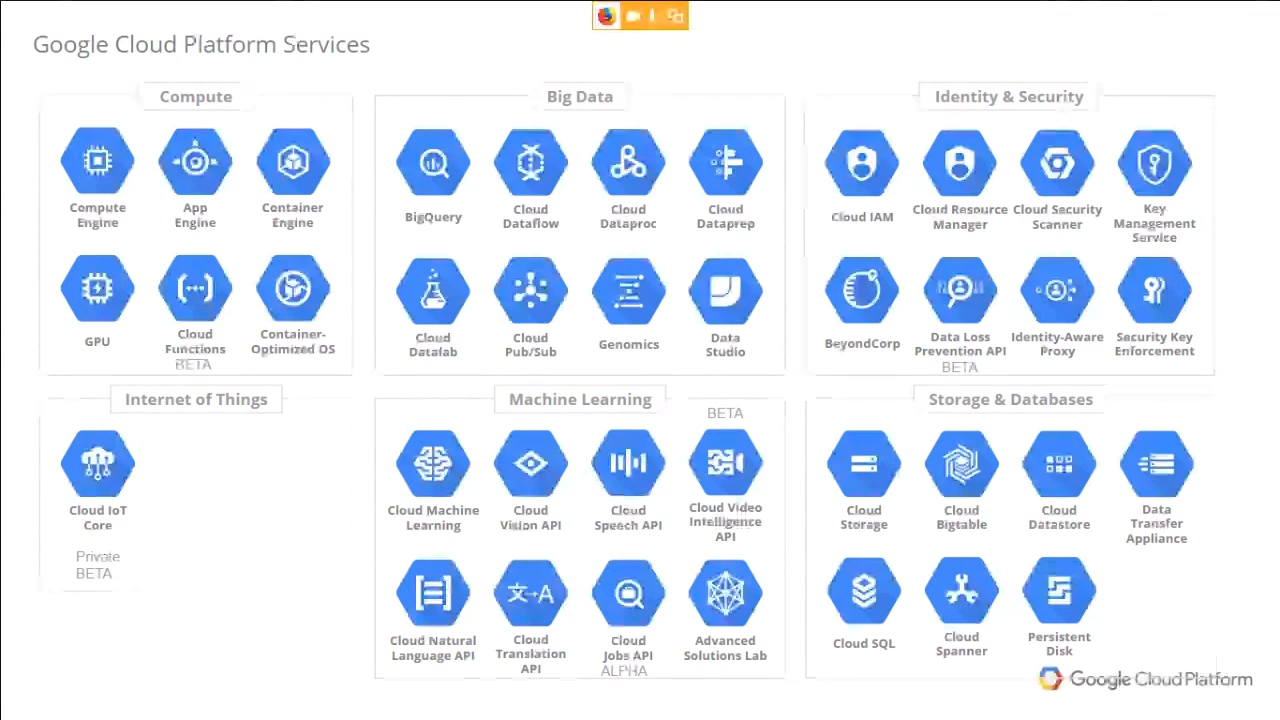 Google Cloud Platform Services
Compute
Compute
Engine
App
Engine
Container
Engine
GPU
Cloud
Functions
BETA
Container-
Optimized OS
Big Data
BigQuery
Cloud
Dataflow
Cloud
Dataproc
Cloud
Dataprep
Cloud
Datalab
Cloud
Pub/Sub
Genomics
Data
Studio
Identity & Security
Cloud IAM
Cloud Resource
Manager
Cloud Security
Scanner
Key
Management
Service
BeyondCorp
Data Loss
Prevention API
BETA
Identity-Aware
Proxy
Security Key
Enforcement
Internet of Things
Cloud IoT
Core
Private
BETA
Machine Learning
BETA
Cloud Machine
Learning
Cloud
Vision API
Cloud
Speech API
Cloud Video
Intelligence
API
Cloud Natural
Language API
文→A
Cloud
Translation
API
Cloud
Jobs API
ALPHA
Advanced
Solutions Lab
Storage & Databases
Cloud
Storage
Cloud
Bigtable
Cloud
Datastore
Data
Transfer
Appliance
Cloud SQL
Cloud
Spanner
Persistent
Disk
Google Cloud Platform